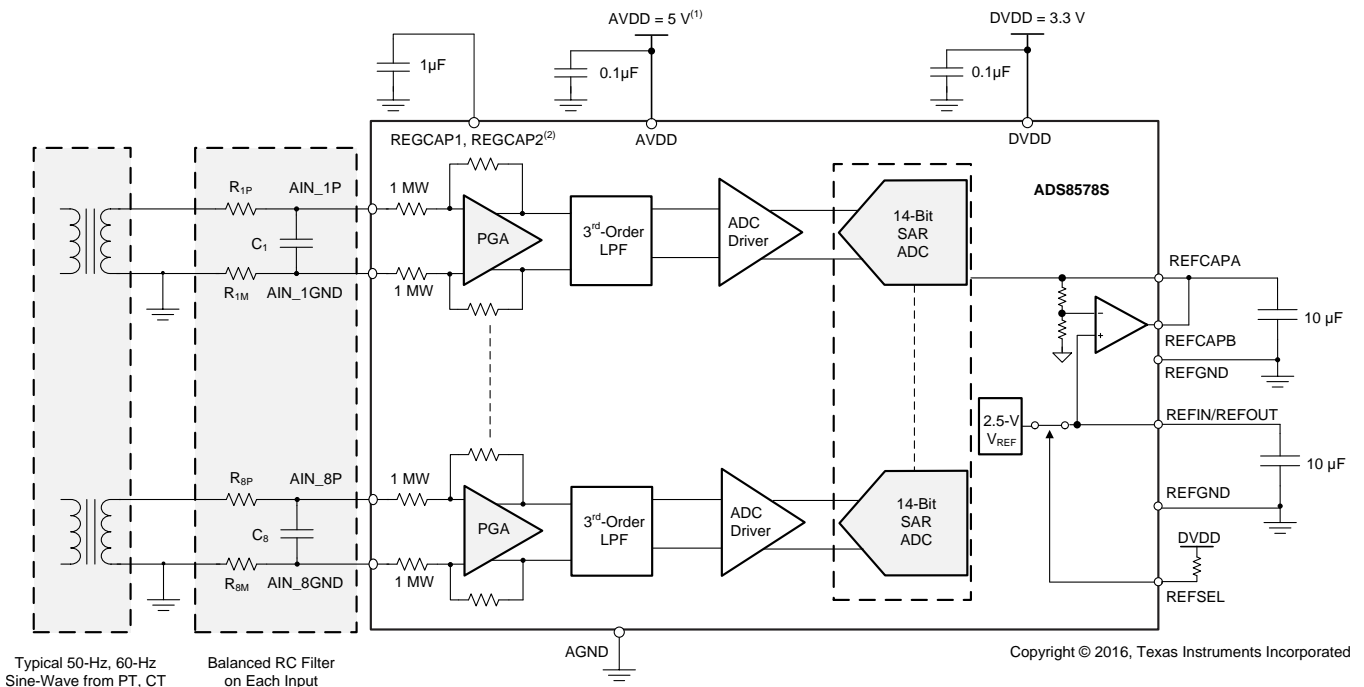 AVDD = 5 V(1)
DVDD = 3.3 V
1µF
0.1µF
0.1µF
REGCAP1, REGCAP2(2)
AVDD
DVDD
R1P
AIN_1P
1 MW
ADS8578S
C1
PGA
3rd-Order
LPF
ADC
Driver
14-Bit
SAR
ADC
R1M
AIN_1GND
1 MW
REFCAPA
10 µF
REFCAPB
REFGND
2.5-V
VREF
REFIN/REFOUT
10 µF
REFGND
R8P
AIN_8P
1 MW
C8
PGA
3rd-Order
LPF
ADC
Driver
14-Bit
SAR
ADC
R8M
AIN_8GND
1 MW
DVDD
REFSEL
AGND
Typical 50-Hz, 60-Hz
Sine-Wave from PT, CT
Balanced RC Filter
on Each Input
Copyright © 2016, Texas Instruments Incorporated